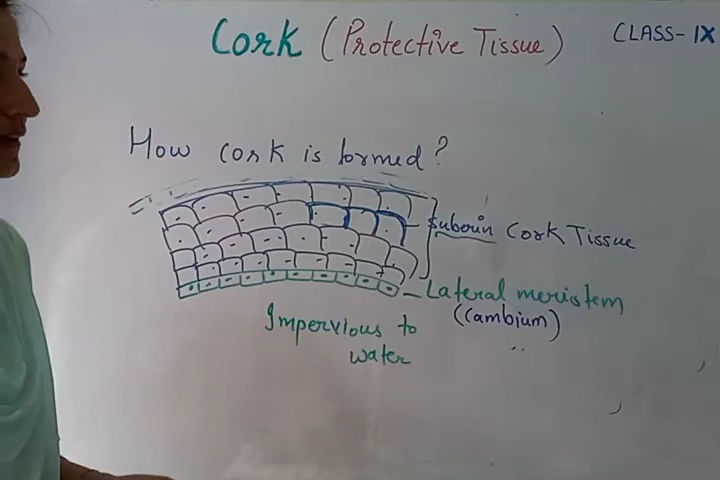 Cork (Protective Tissue)
CLASS-IX
How cork is formed?
Suberin Cork Tissue
Lateral meristem
(Cambium)
Impervious to
water